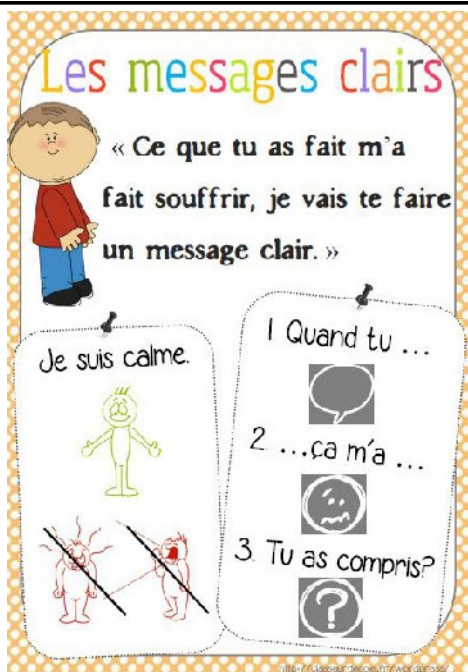 Les messages clairs
« Ce que tu as fait m'a
fait souffrir, je vais te faire
un message clair. »
Je suis calme.
1 Quand tu ...
2 ...ça m'a ...
3. Tu as compris?
?